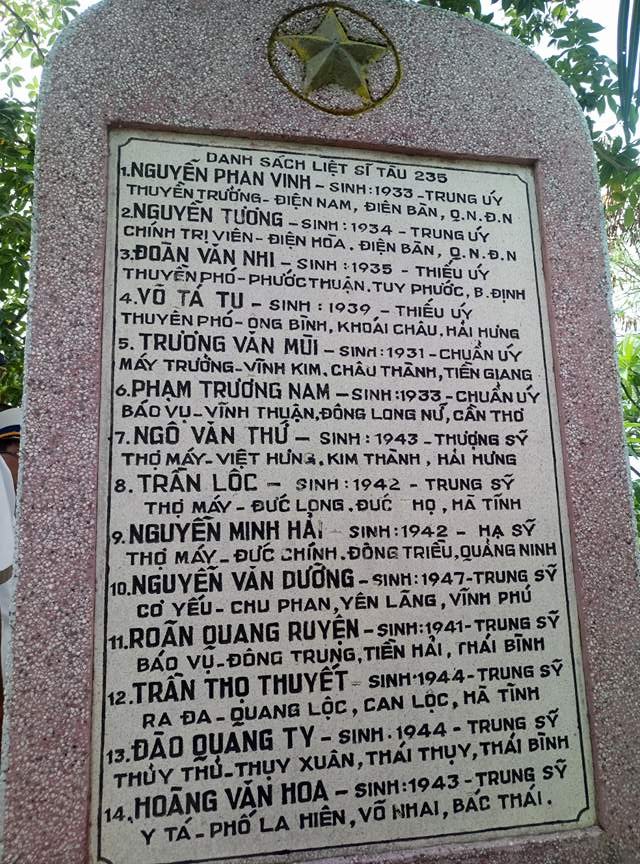 DANH SÁCH LIỆT SĨ TÀU 235
1.NGUYỄN PHAN VINH - SINH:1933-TRUNG ÚY
THUYỀN TRƯỞNG - ĐIỆN NAM, ĐIÊN BÀN, Q.N.Đ.N
2.NGUYỄN TƯƠNG - SINH:1934 - TRUNG ÚY
CHÍNH TRỊ VIÊN - ĐIỆN HÒA. ĐIỆN BÀN, Q.N.Đ.N
3.ĐOÀN VĂN NHI - SINH:1935 - THIẾU ÚY
THUYỀN PHÓ-PHƯỚC THUẬN, TUY PHƯỚC, B.ĐỊNH
4.VÕ TÁ TU - SINH:1939 - THIẾU ÚY
THUYỀN PHÓ-ONG BÌNH, KHOÁI CHÂU, HẢI HƯNG
5.TRƯƠNG VĂN MÙI - SINH:1931-CHUẨN ÚY
MÁY TRƯỞNG-VĨNH KIM, CHÂU THÀNH, TIỀN GIANG
6.PHẠM TRƯƠNG NAM - SINH:1933-CHUẨN ÚY
BÁO VỤ-VĨNH THUẬN, ĐÔNG LONG NỮ, CẦN THƠ
7.NGÔ VĂN THỨ - SINH:1943-THƯỢNG SỸ
THỢ MÁY-VIỆT HƯNG, KIM THÀNH, HẢI HƯNG
8.TRẦN LỘC - SINH:1942 - TRUNG SỸ
THỢ MÁY - ĐỨC LONG, ĐỨC THỌ, HÀ TĨNH
9.NGUYỄN MINH HẢI - SINH:1942 - HẠ SỸ
THỢ MÁY - ĐỨC CHÍNH, ĐÔNG TRIỀU, QUẢNG NINH
10.NGUYỄN VĂN DƯỠNG - SINH:1947-TRUNG SỸ
CƠ YẾU - CHU PHAN, YÊN LÃNG, VĨNH PHÚ
11.ROÃN QUANG RUYỆN - SINH:1941-TRUNG SỸ
BÁO VỤ-ĐÔNG TRUNG, TIỀN HẢI, THÁI BÌNH
12.TRẦN THỌ THUYẾT - SINH:1944-TRUNG SỸ
RA ĐA - QUANG LỘC, CAN LỘC, HÀ TĨNH
13.ĐÀO QUANG TY - SINH.1944 - TRUNG SỸ
THỦY THỦ-THỤY XUÂN, THÁI THỤY, THÁI BÌNH
14.HOÀNG VĂN HOA - SINH:1943-TRUNG SỸ
Y TÁ - PHỐ LA HIÊN, VÕ NHAI, BẮC THÁI.